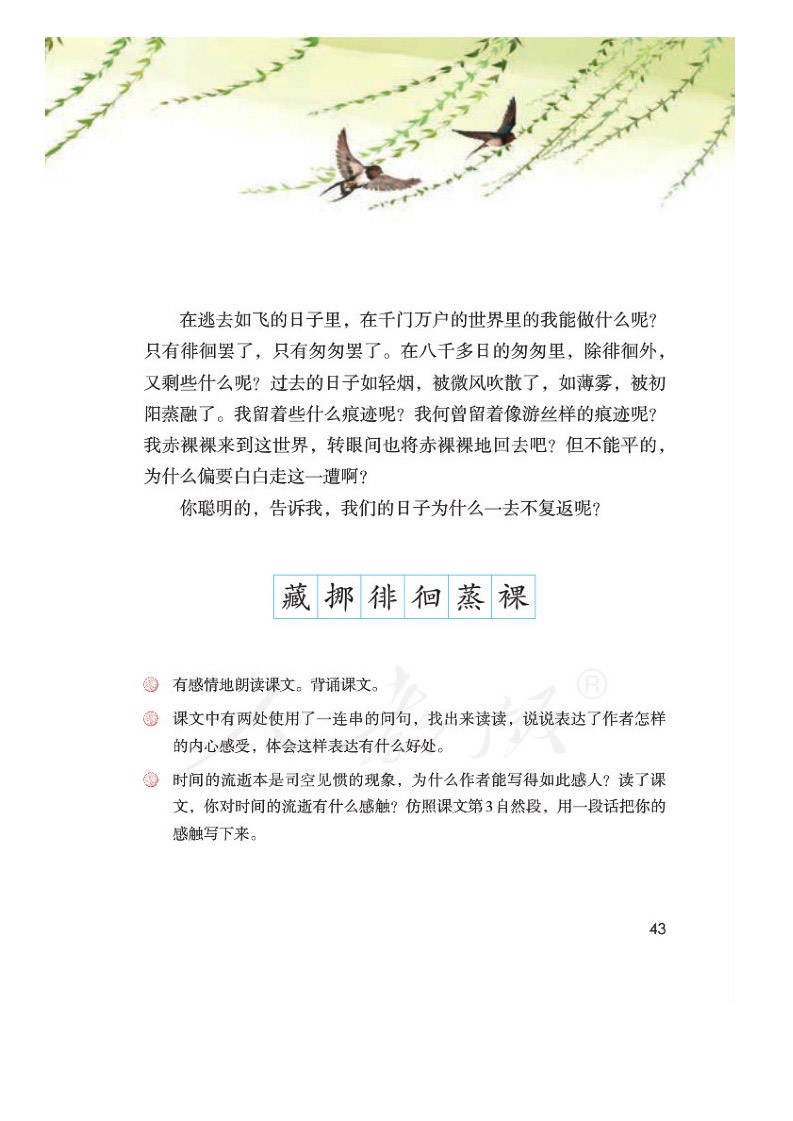 在逃去如飞的日子里，在千门万户的世界里的我能做什么呢？
只有徘徊罢了，只有匆匆罢了。在八千多日的匆匆里，除徘徊外，
又剩些什么呢？过去的日子如轻烟，被微风吹散了，如薄雾，被初
阳蒸融了。我留着些什么痕迹呢？我何曾留着像游丝样的痕迹呢？
我赤裸裸来到这世界，转眼间也将赤裸裸地回去吧？但不能平的，
为什么偏要白白走这一遭啊？
你聪明的，告诉我，我们的日子为什么一去不复返呢？
藏挪徘徊蒸裸
有感情地朗读课文。背诵课文。
课文中有两处使用了一连串的问句，找出来读读，说说表达了作者怎样
的内心感受，体会这样表达有什么好处。
时间的流逝本是司空见惯的现象，为什么作者能写得如此感人？读了课
文，你对时间的流逝有什么感触？仿照课文第3自然段，用一段话把你的
感触写下来。
43